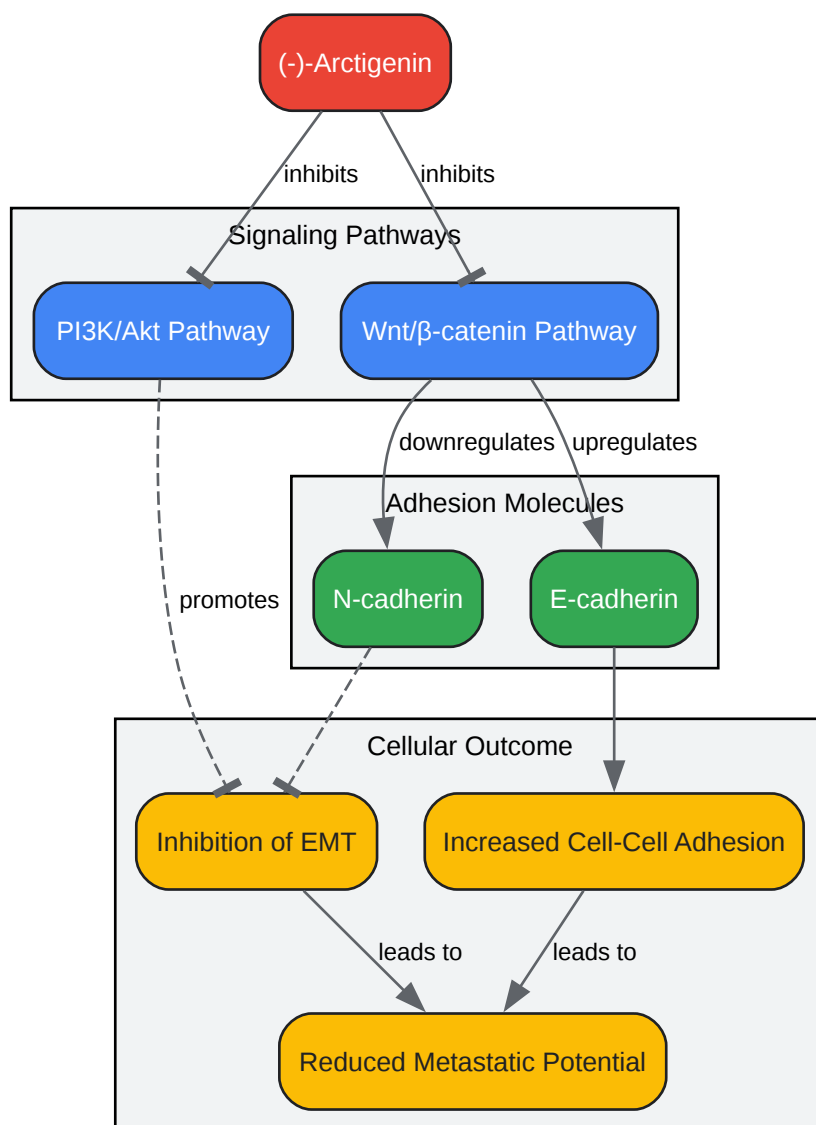 (-)-Arctigenin
inhibits
inhibits
Signaling Pathways
PI3K/Akt Pathway
Wnt/β-catenin Pathway
downregulates
upregulates
Adhesion Molecules
promotes
N-cadherin
E-cadherin
Cellular Outcome
Inhibition of EMT
Increased Cell-Cell Adhesion
leads to
leads to
Reduced Metastatic Potential